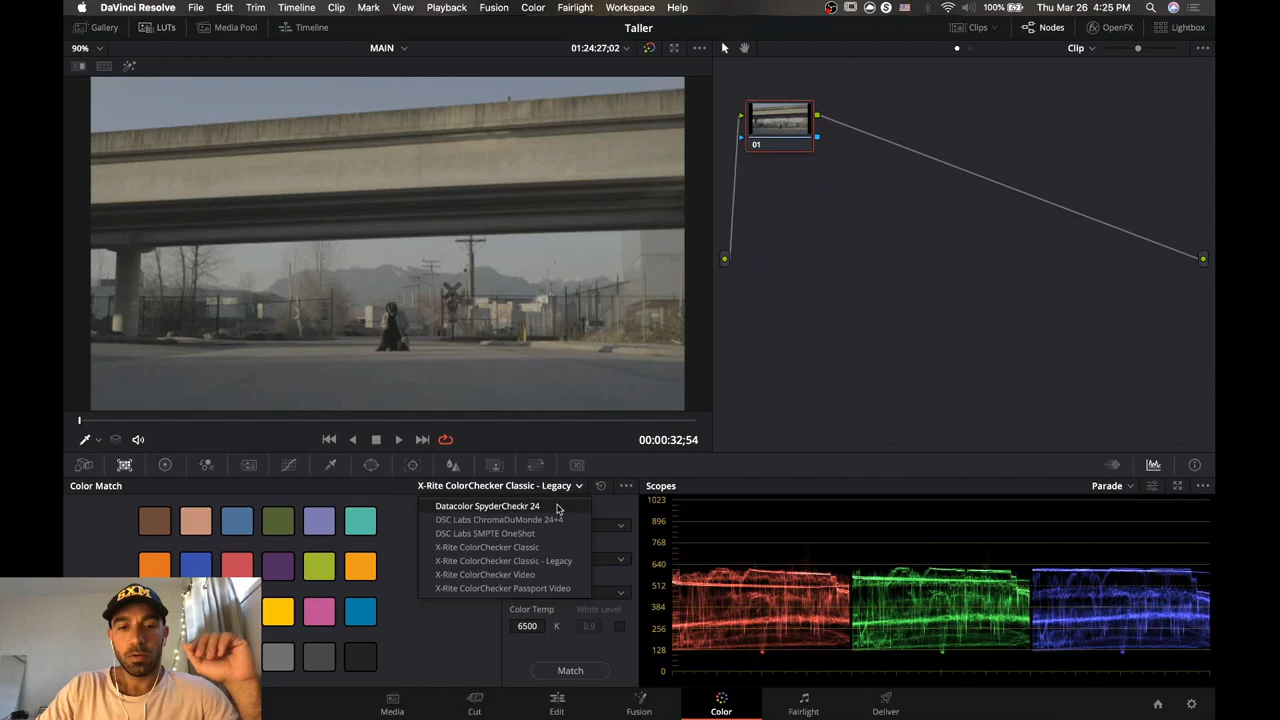 DaVinci Resolve File Edit Trim Timeline Clip Mark View Playback Fusion Color Fairlight Workspace Help 100% Thu Mar 26 4:25 PM
Gallery LUTs Media Pool Timeline Taller Clips Nodes OpenFX Lightbox
90% MAIN 01:24:27;02 Clip
01
00:00:32;54
Color Match X-Rite ColorChecker Classic - Legacy Scopes Parade
Datacolor SpyderCheckr 24
DSC Labs ChromaDuMonde 24+4
DSC Labs SMPTE OneShot
X-Rite ColorChecker Classic
X-Rite ColorChecker Classic - Legacy
X-Rite ColorChecker Video
X-Rite ColorChecker Passport Video
Color Temp White Level
6500 K 0.9
Match
1023
896
768
640
512
384
256
128
0
SXM
Media Cut Edit Fusion Color Fairlight Deliver